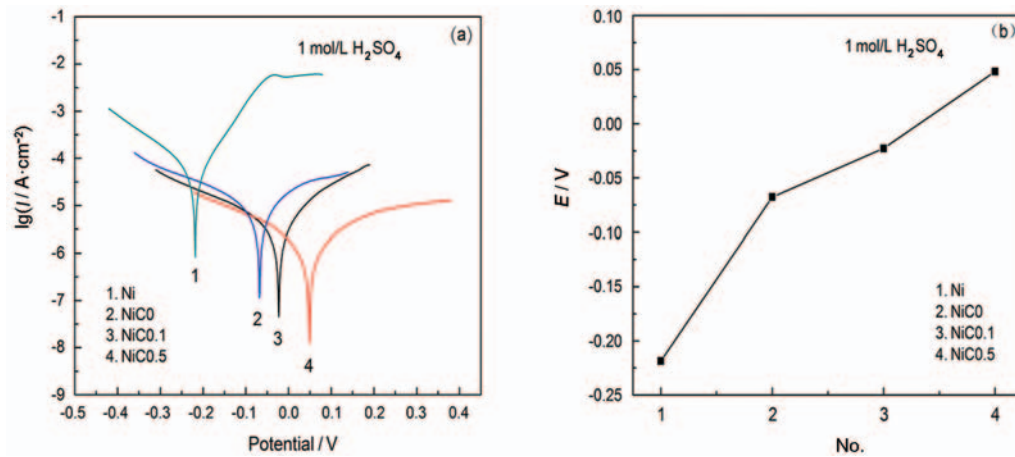 (a)
1 mol/L H₂SO₄
lg(I / A·cm⁻²)
-1
-2
-3
-4
-5
-6
-7
-8
-9
1
2
3
4
1. Ni
2. NiC0
3. NiC0.1
4. NiC0.5
-0.5 -0.4 -0.3 -0.2 -0.1 0.0 0.1 0.2 0.3 0.4
Potential / V
(b)
1 mol/L H₂SO₄
E / V
0.10
0.05
0.00
-0.05
-0.10
-0.15
-0.20
-0.25
1. Ni
2. NiC0
3. NiC0.1
4. NiC0.5
1 2 3 4
No.